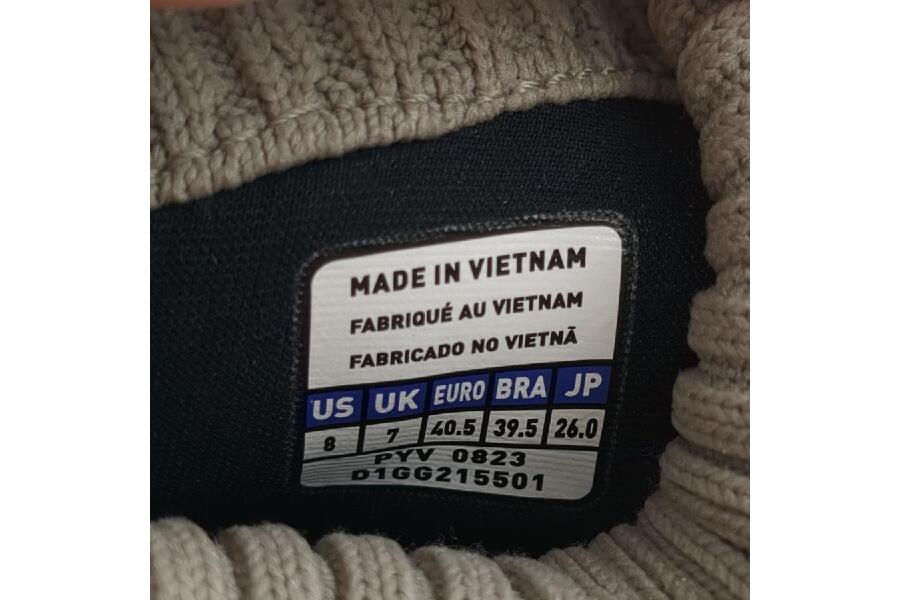 MADE IN VIETNAM
FABRIQUÉ AU VIETNAM
FABRICADO NO VIETNÃ
US UK EURO BRA JP
8 7 40.5 39.5 26.0
PYV 0823
D1GG215501